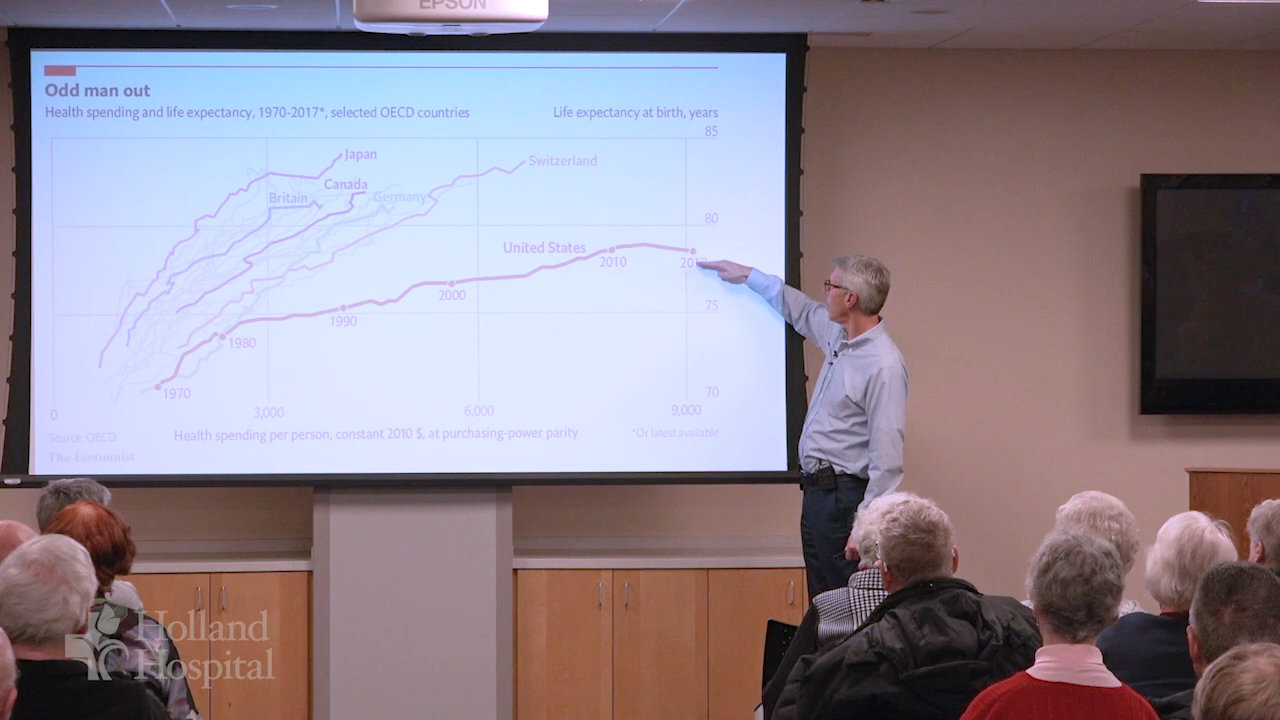 EPSON
Odd man out
Health spending and life expectancy, 1970-2017*, selected OECD countries
Life expectancy at birth, years
85
Japan
Switzerland
Canada
Britain
Germany
80
United States
2010
2017
2000
75
1990
1980
1970
70
0
3,000
6,000
9,000
Source: OECD
Health spending per person, constant 2010 $, at purchasing-power parity
*Or latest available
The Economist
Holland
Hospital